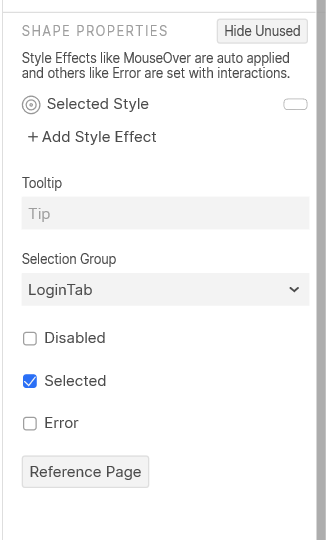 SHAPE PROPERTIES
Hide Unused
Style Effects like MouseOver are auto applied
and others like Error are set with interactions.
Selected Style
+ Add Style Effect
Tooltip
Tip
Selection Group
LoginTab
Disabled
Selected
Error
Reference Page